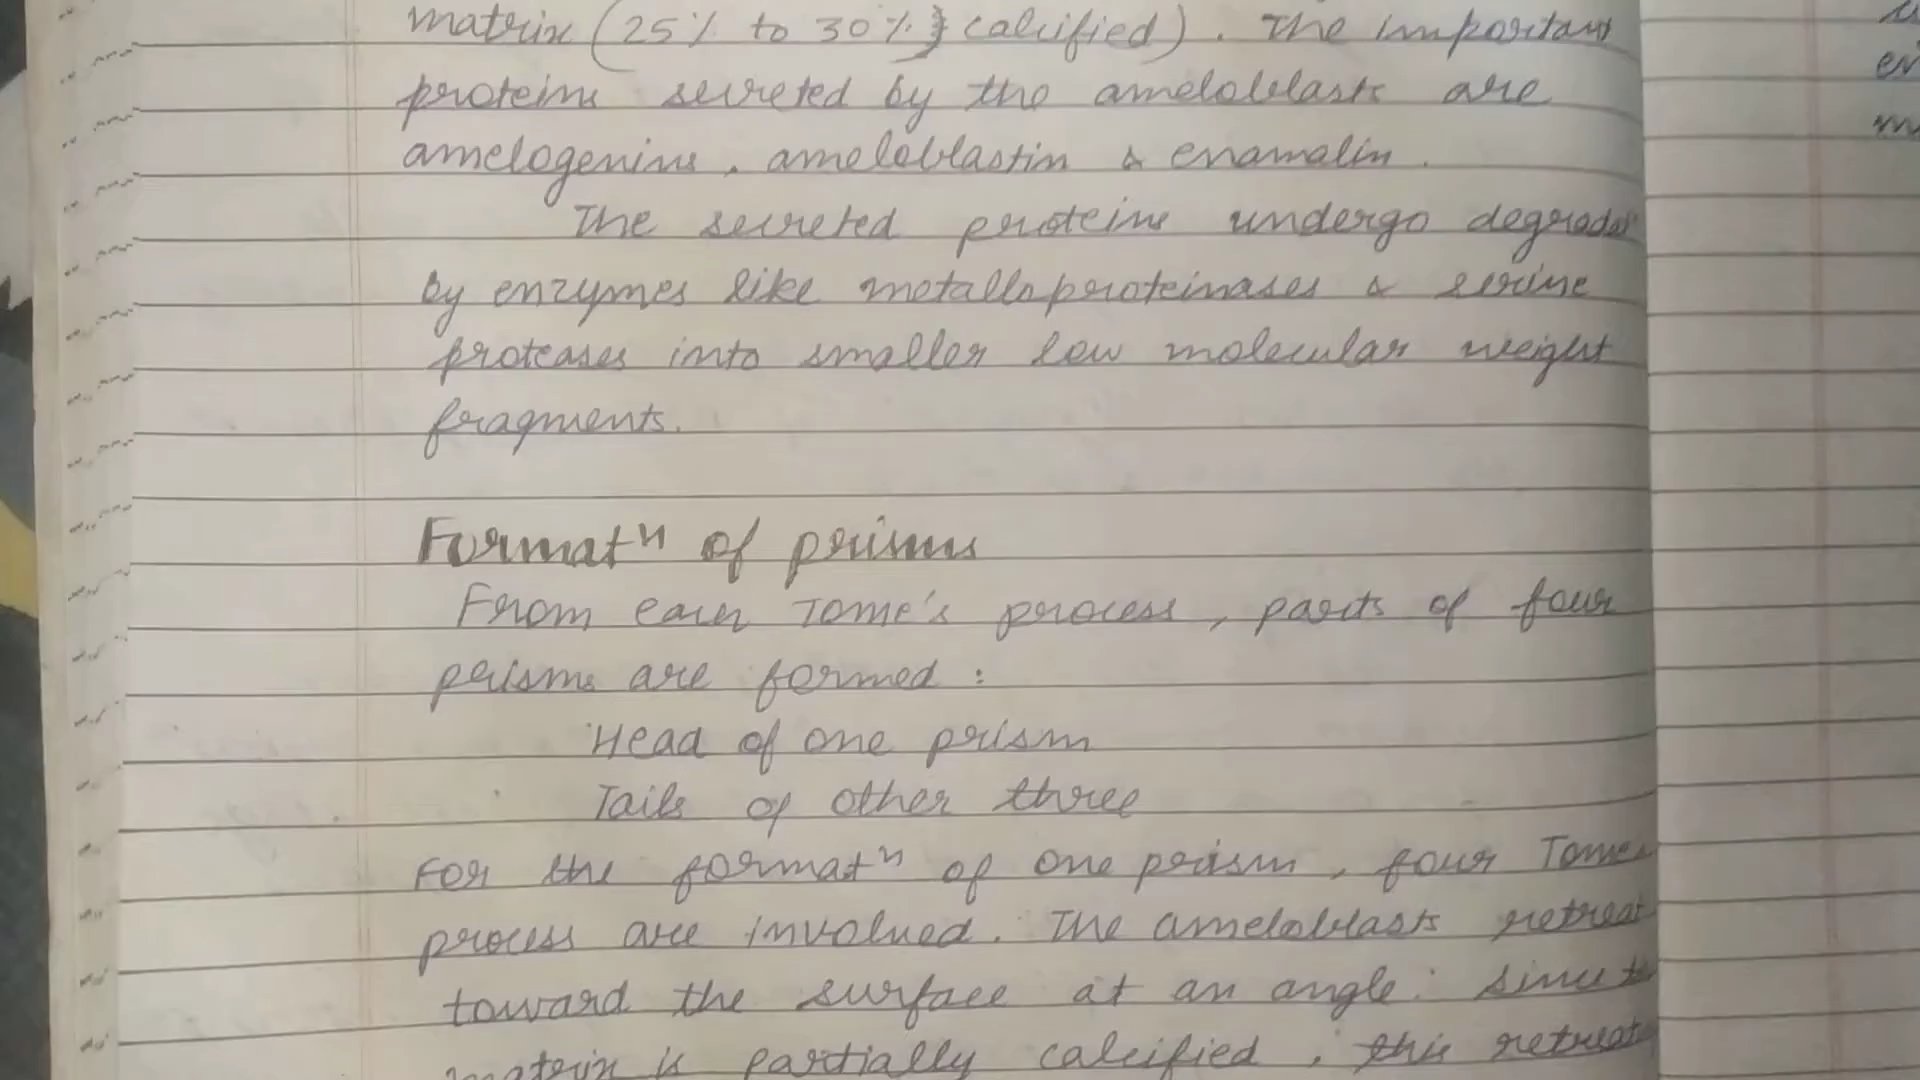 matrix (25% to 30% calcified). The important
proteins secreted by the ameloblasts are
amelogenins, ameloblastin & enamalin.
The secreted proteins undergo
by enzymes like metalloproteinases & serine
proteases into smaller low molecular weight
fragments.
Formatⁿ of prisms
From each Tome's process, parts of four
prisms are formed :
Head of one prism
Tails of other three
For the formatⁿ of one prism, four Tomes
process are involved. The ameloblasts retreat
toward the surface at an angle. Since
matrix is partially calcified, this retreat